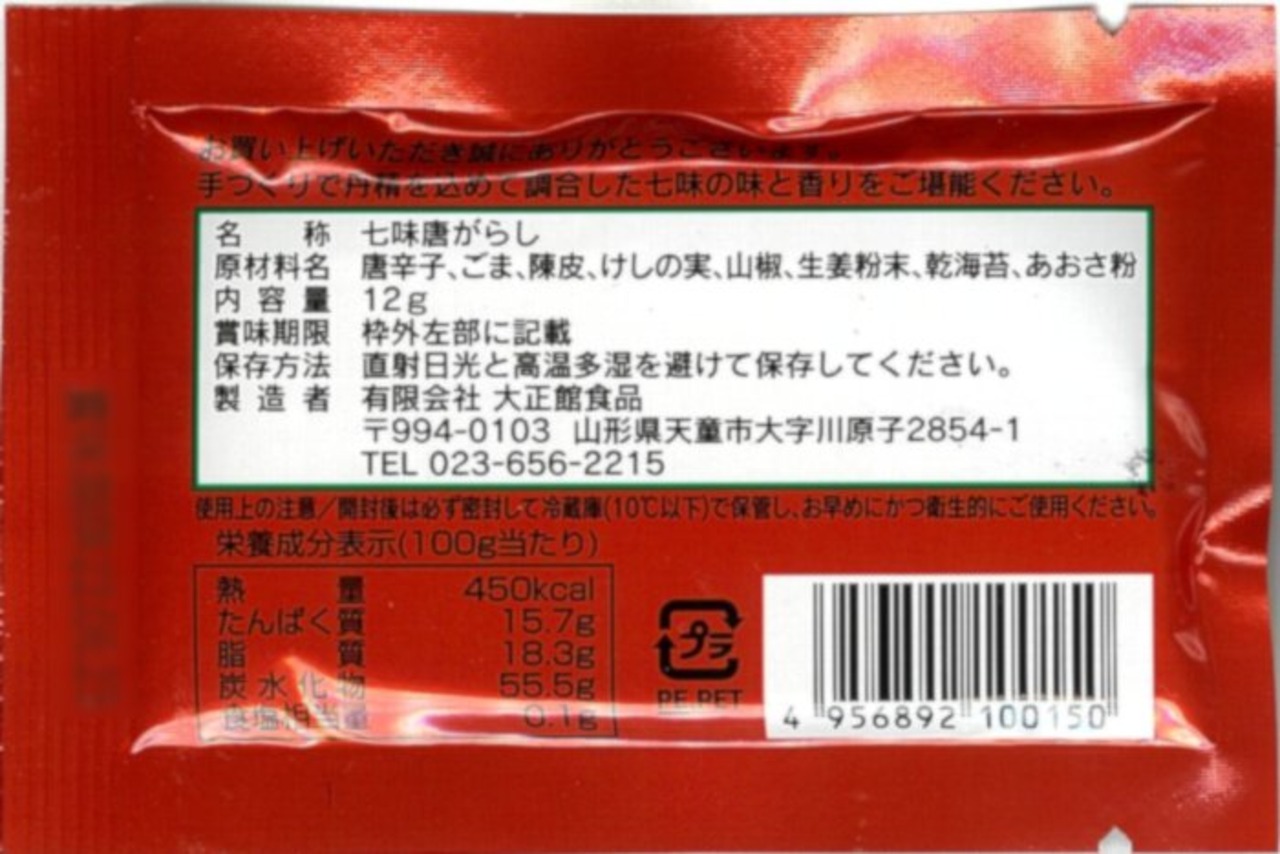 お買い上げいただき誠にありがとうございます。
手づくりで丹精を込めて調合した七味の味と香りをご堪能ください。
名 称 七味唐がらし
原材料名 唐辛子、ごま、陳皮、けしの実、山椒、生姜粉末、乾海苔、あおさ粉
内容量 12g
賞味期限 枠外左部に記載
保存方法 直射日光と高温多湿を避けて保存してください。
製造者 有限会社 大正館食品
〒994-0103 山形県天童市大字川原子2854-1
TEL 023-656-2215
使用上の注意/開封後は必ず密封して冷蔵庫(10℃以下)で保管し、お早めにかつ衛生的にご使用ください。
栄養成分表示(100g当たり)
熱 量 450kcal
たんぱく質 15.7g
脂 質 18.3g
炭水化物 55.5g
食塩相当量 0.1g
プラ
PE.PET
4 956892 100150